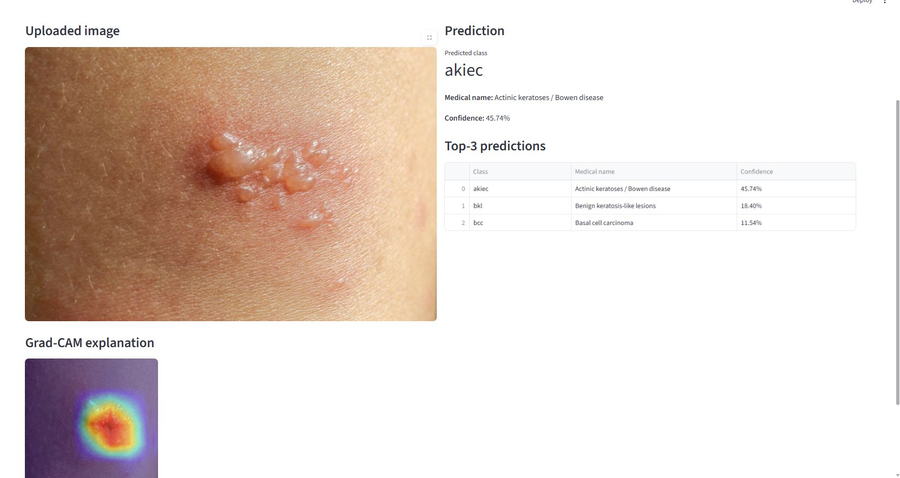 Deploy
Uploaded image
Prediction
Predicted class
akiec
Medical name: Actinic keratoses / Bowen disease
Confidence: 45.74%
Top-3 predictions
Class Medical name Confidence
0 akiec Actinic keratoses / Bowen disease 45.74%
1 bkl Benign keratosis-like lesions 18.40%
2 bcc Basal cell carcinoma 11.54%
Grad-CAM explanation